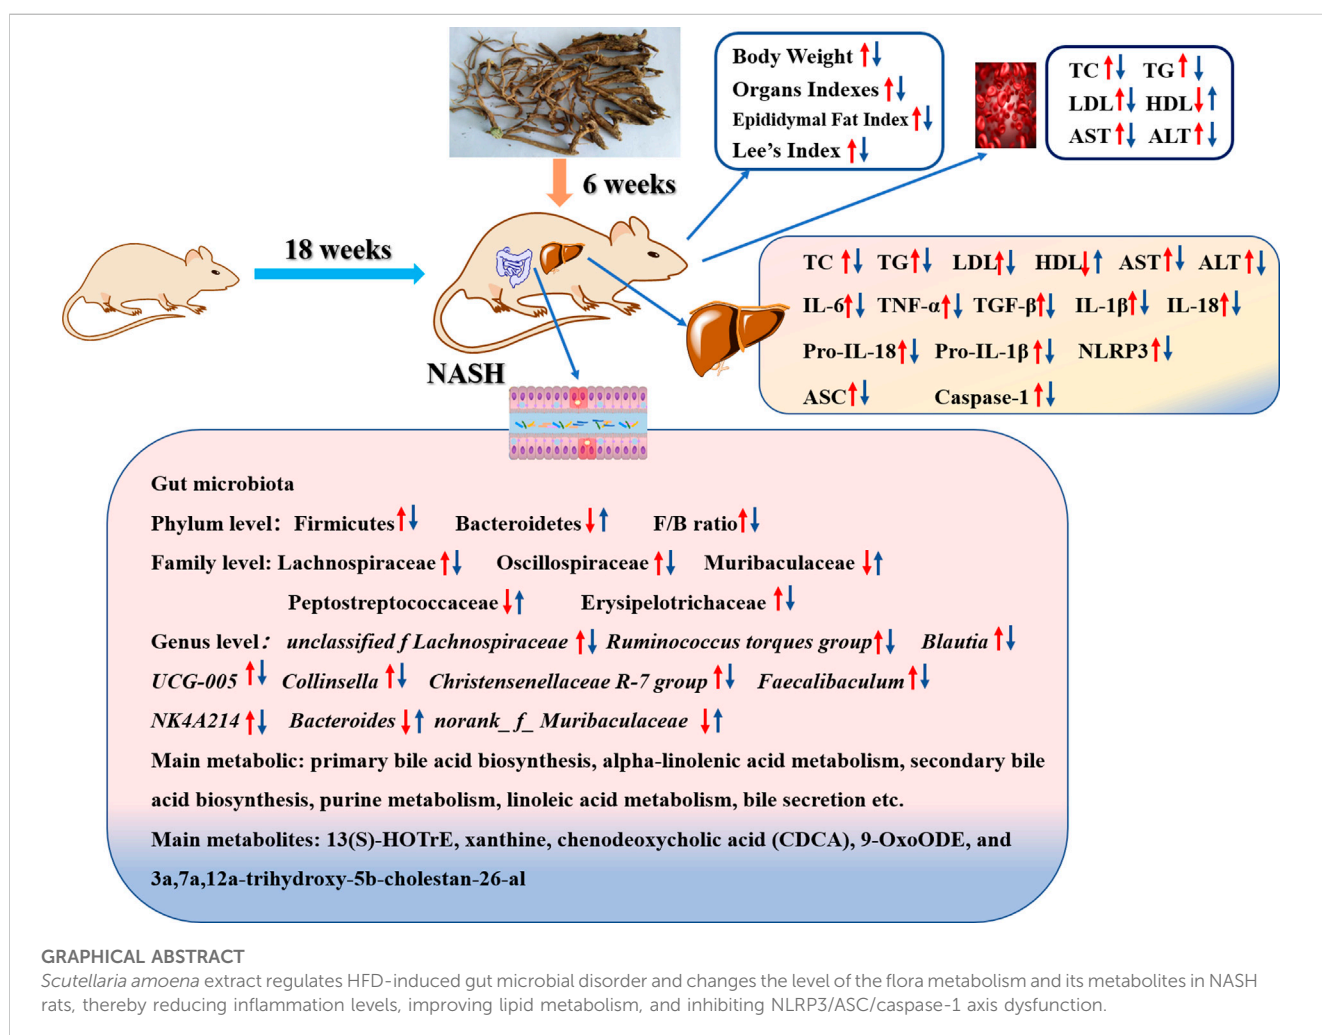 Body Weight ↑↓
Organs Indexes ↑↓
Epididymal Fat Index ↑↓
Lee's Index ↑↓
TC ↑↓ TG ↑↓
LDL ↑↓ HDL ↓↑
AST ↑↓ ALT ↑↓
6 weeks
18 weeks
NASH
TC ↑↓ TG ↑↓ LDL ↑↓ HDL ↓↑ AST ↑↓ ALT ↑↓
IL-6 ↑↓ TNF-α ↑↓ TGF-β ↑↓ IL-1β ↑↓ IL-18 ↑↓
Pro-IL-18 ↑↓ Pro-IL-1β ↑↓ NLRP3 ↑↓
ASC ↑↓ Caspase-1 ↑↓
Gut microbiota
Phylum level: Firmicutes ↑↓ Bacteroidetes ↓↑ F/B ratio ↑↓
Family level: Lachnospiraceae ↑↓ Oscillospiraceae ↑↓ Muribaculaceae ↓↑
Peptostreptococcaceae ↓↑ Erysipelotrichaceae ↑↓
Genus level: unclassified f Lachnospiraceae ↑↓ Ruminococcus torques group ↑↓ Blautia ↑↓
UCG-005 ↑↓ Collinsella ↑↓ Christensenellaceae R-7 group ↑↓ Faecalibaculum ↑↓
NK4A214 ↑↓ Bacteroides ↓↑ norank_f_ Muribaculaceae ↓↑
Main metabolic: primary bile acid biosynthesis, alpha-linolenic acid metabolism, secondary bile
acid biosynthesis, purine metabolism, linoleic acid metabolism, bile secretion etc.
Main metabolites: 13(S)-HOTrE, xanthine, chenodeoxycholic acid (CDCA), 9-OxoODE, and
3a,7a,12a-trihydroxy-5b-cholestan-26-al
GRAPHICAL ABSTRACT
Scutellaria amoena extract regulates HFD-induced gut microbial disorder and changes the level of the flora metabolism and its metabolites in NASH
rats, thereby reducing inflammation levels, improving lipid metabolism, and inhibiting NLRP3/ASC/caspase-1 axis dysfunction.